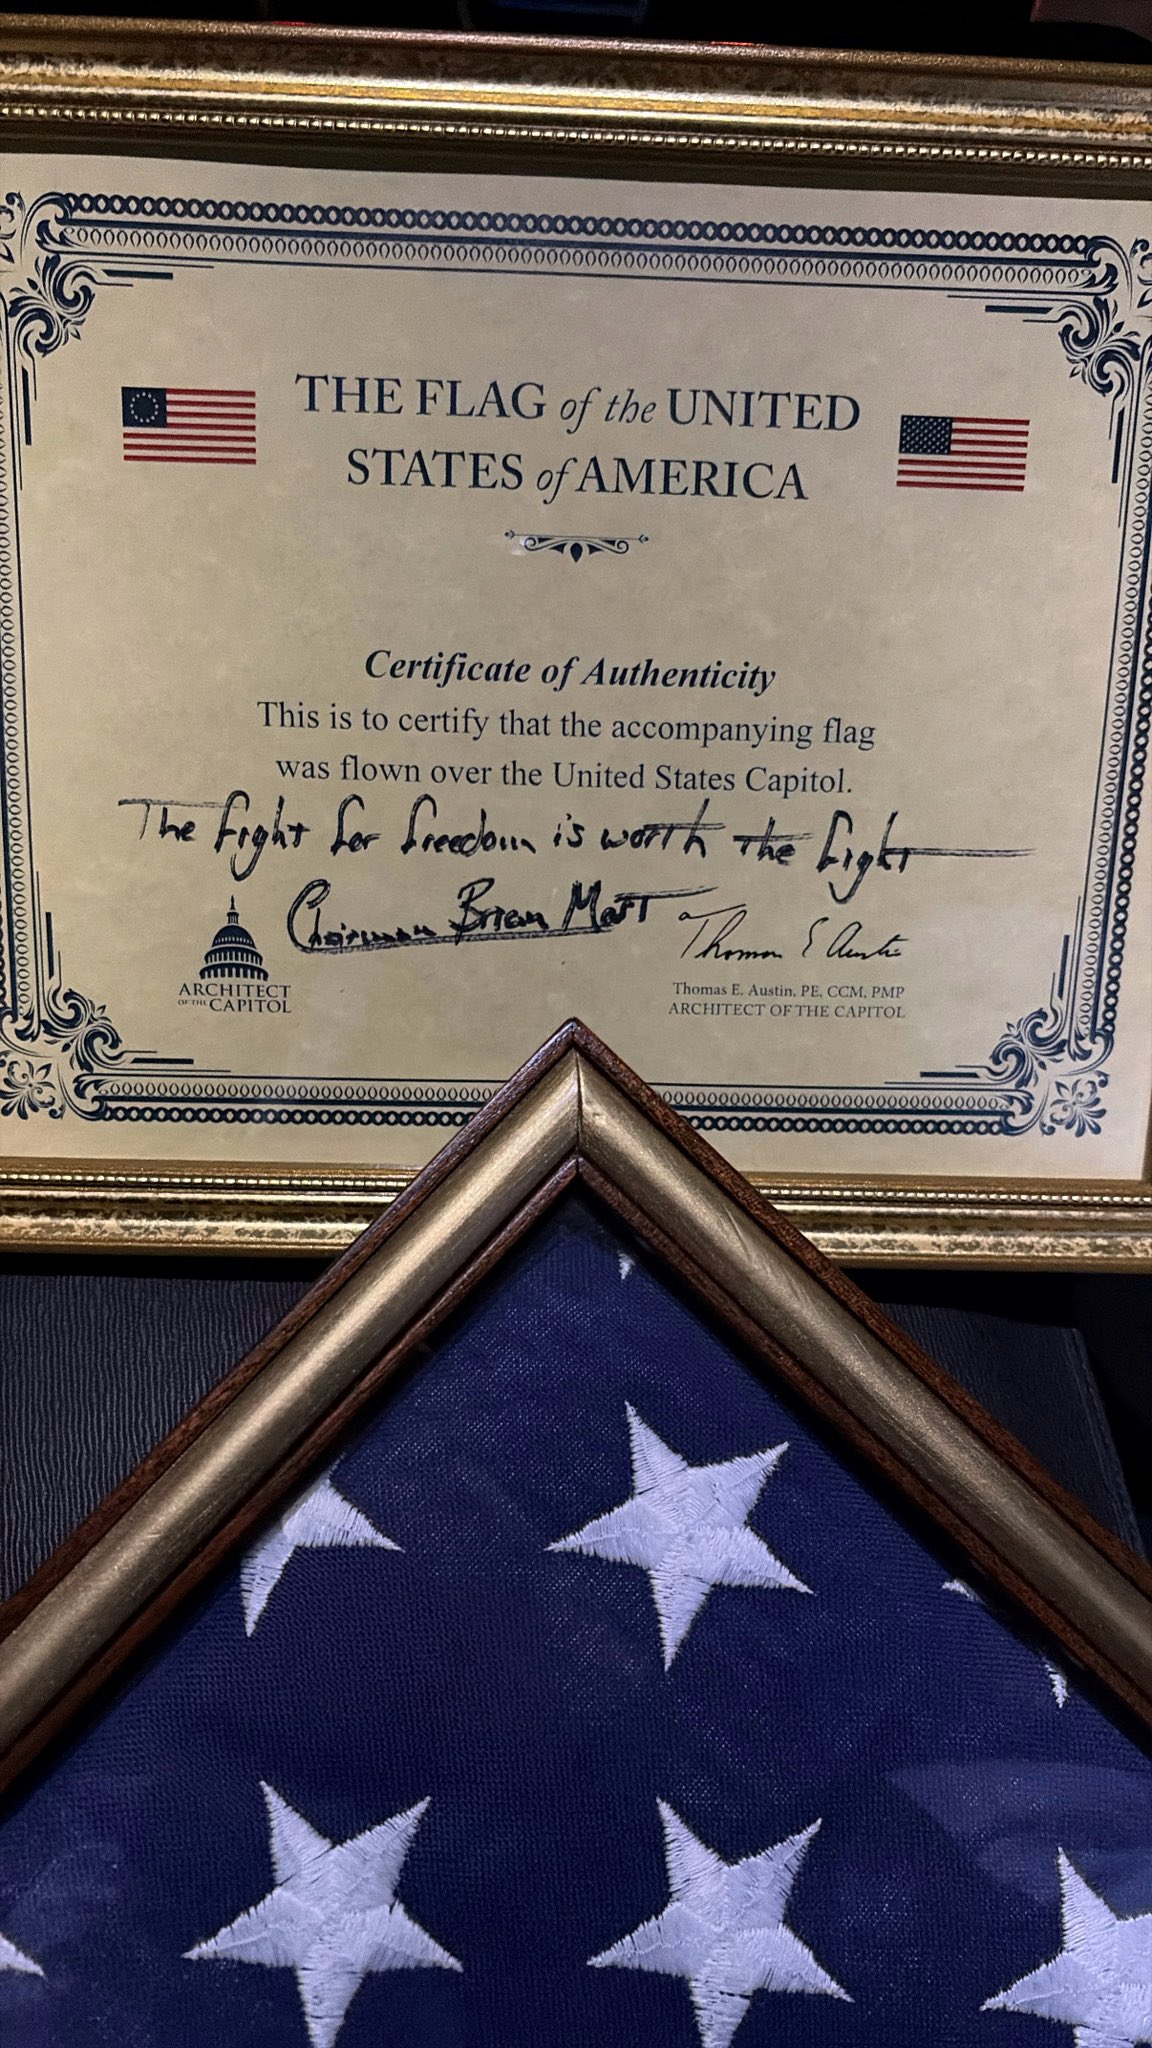 THE FLAG of the UNITED
STATES of AMERICA
Certificate of Authenticity
This is to certify that the accompanying flag
was flown over the United States Capitol.
The fight for freedom is worth the fight
Chairman Brian Mast
ARCHITECT
OF THE CAPITOL
Thomas E Austin
Thomas E. Austin, PE, CCM, PMP
ARCHITECT OF THE CAPITOL